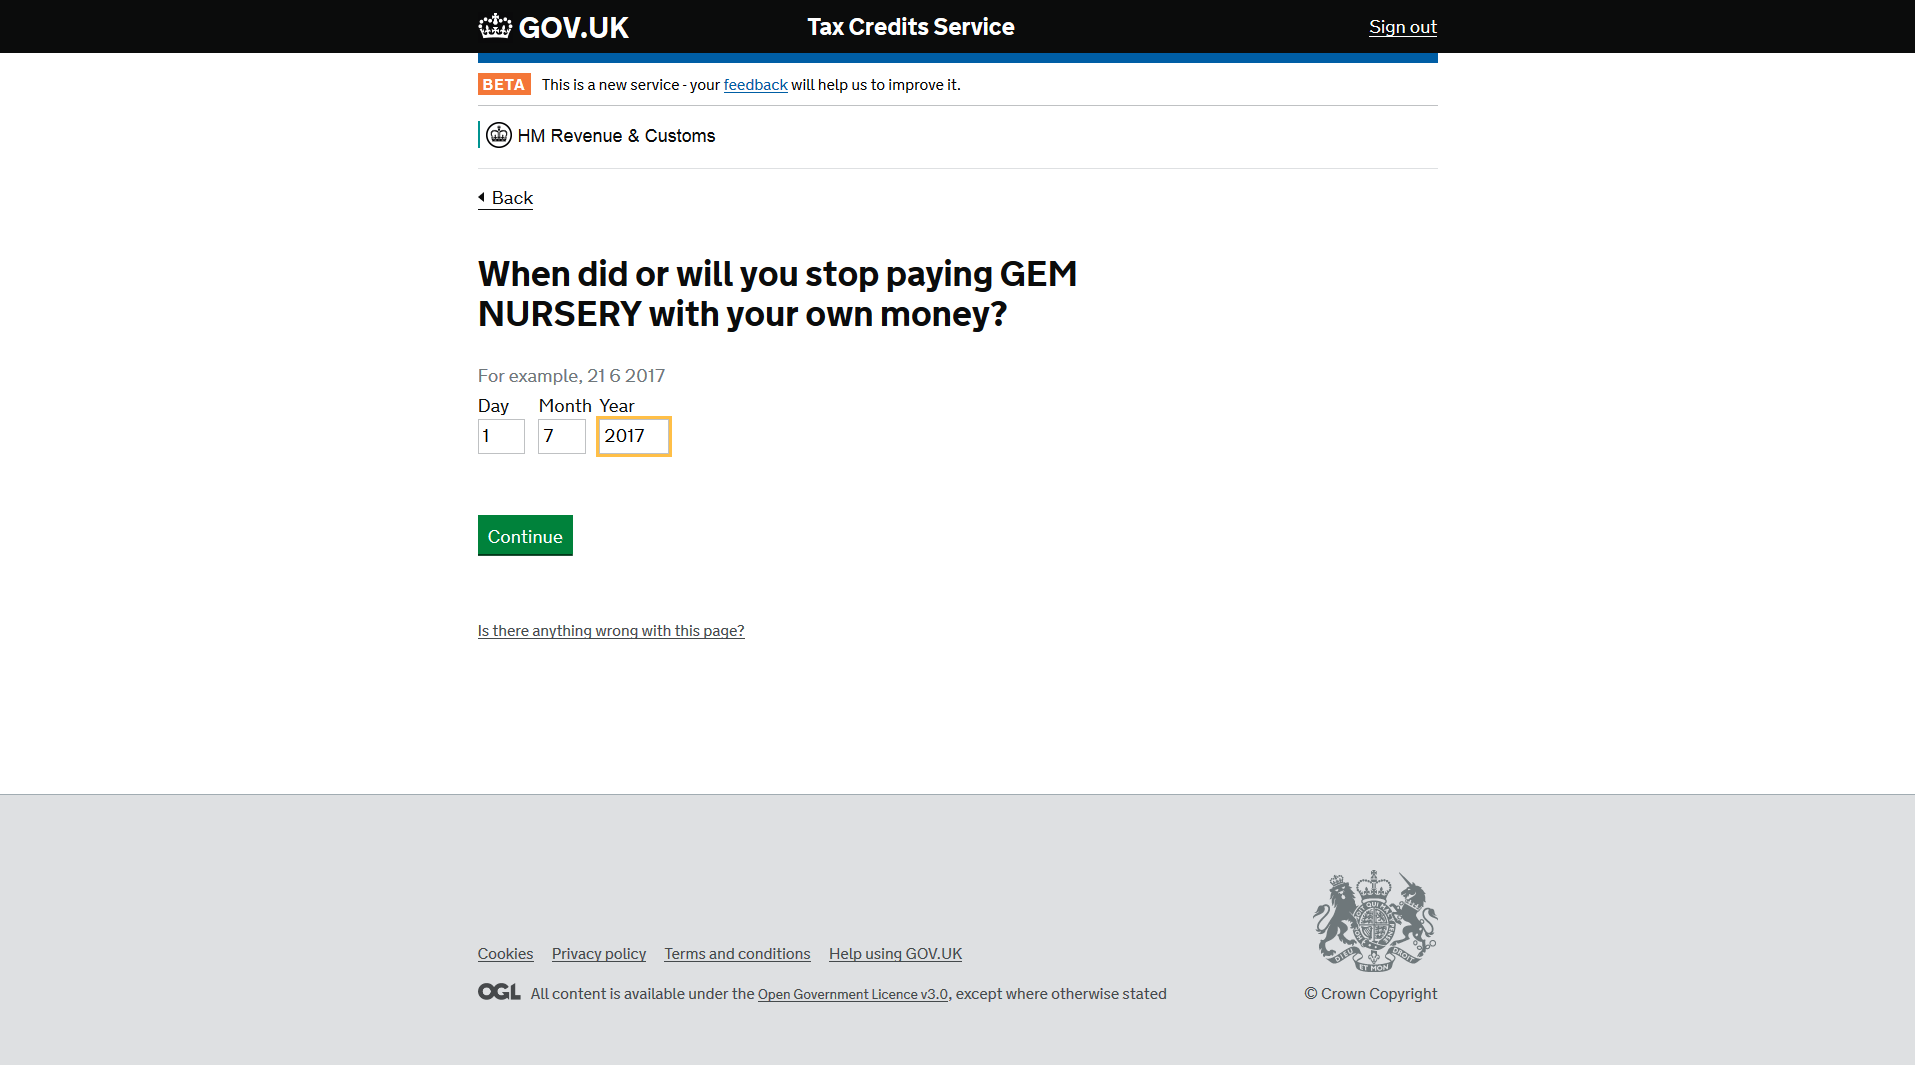 GOV.UK Tax Credits Service Sign out
BETA This is a new service - your feedback will help us to improve it.
HM Revenue & Customs
Back
When did or will you stop paying GEM
NURSERY with your own money?
For example, 21 6 2017
Day Month Year
1 7 2017
Continue
Is there anything wrong with this page?
Cookies Privacy policy Terms and conditions Help using GOV.UK
OGL All content is available under the Open Government Licence v3.0, except where otherwise stated
© Crown Copyright